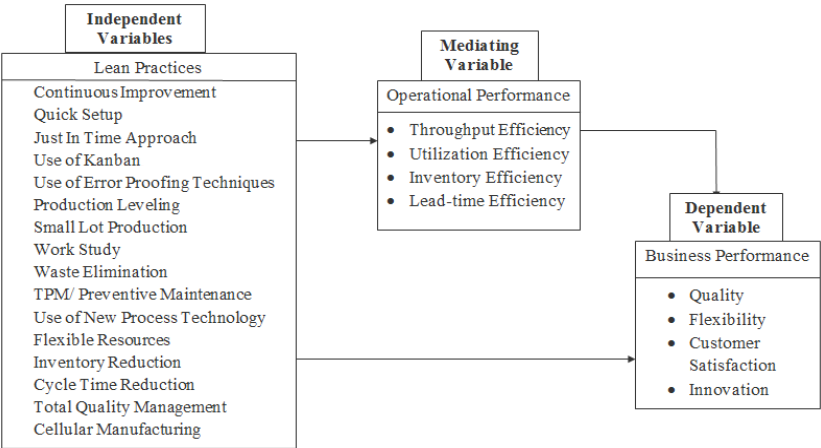 Independent
Variables
Lean Practices
Continuous Improvement
Quick Setup
Just In Time Approach
Use of Kanban
Use of Error Proofing Techniques
Production Leveling
Small Lot Production
Work Study
Waste Elimination
TPM/ Preventive Maintenance
Use of New Process Technology
Flexible Resources
Inventory Reduction
Cycle Time Reduction
Total Quality Management
Cellular Manufacturing
Mediating
Variable
Operational Performance
• Throughput Efficiency
• Utilization Efficiency
• Inventory Efficiency
• Lead-time Efficiency
Dependent
Variable
Business Performance
• Quality
• Flexibility
• Customer
Satisfaction
• Innovation